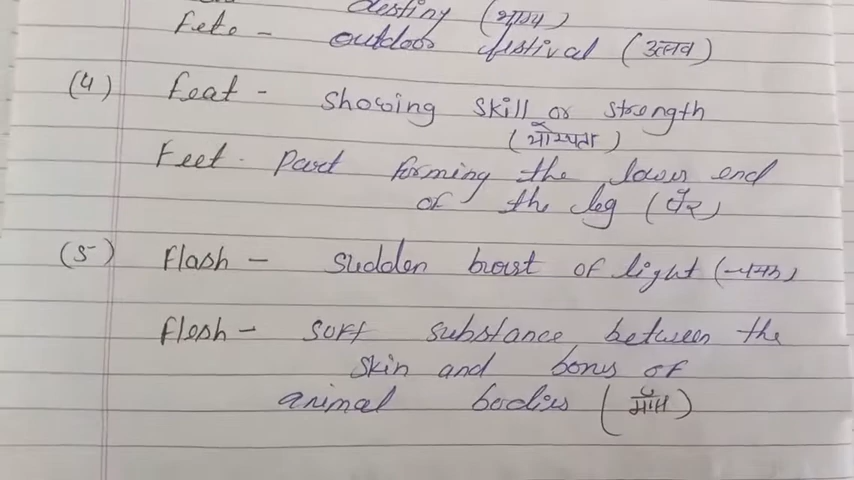 destiny (भाग्य)
Fete - outdoor festival (उत्सव)
(4) Feat - showing skill or strength
(योग्यता)
Feet - Part forming the lower end
of the leg (पैर)
(5) Flash - sudden burst of light (चमक)
Flesh - soft substance between the
skin and bones of
animal bodies (माँस)